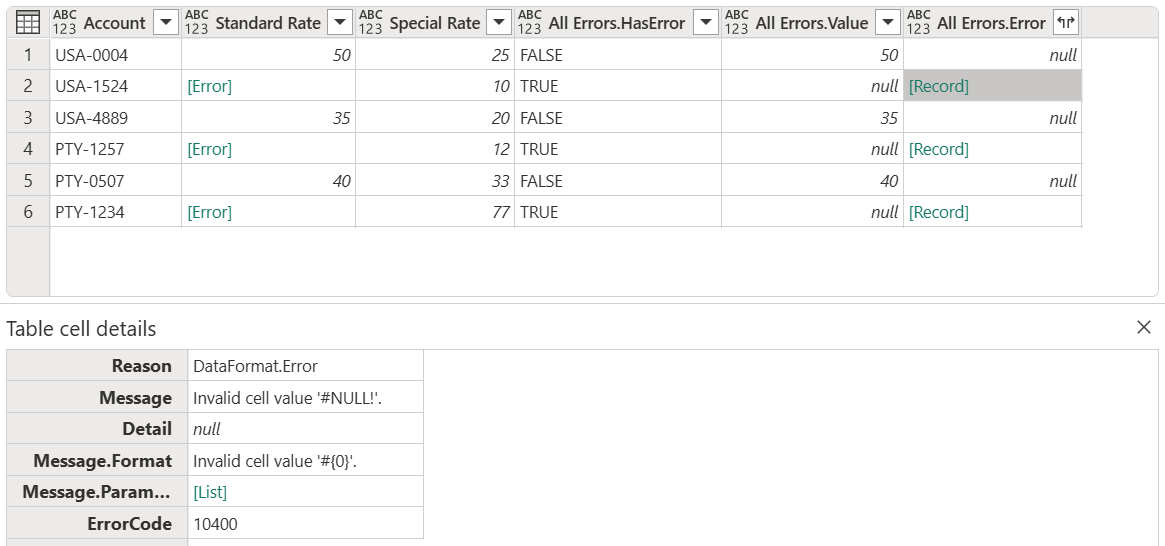 ABC 123 Account ABC 123 Standard Rate ABC 123 Special Rate ABC 123 All Errors.HasError ABC 123 All Errors.Value ABC 123 All Errors.Error
1 USA-0004 50 25 FALSE 50 null
2 USA-1524 [Error] 10 TRUE null [Record]
3 USA-4889 35 20 FALSE 35 null
4 PTY-1257 [Error] 12 TRUE null [Record]
5 PTY-0507 40 33 FALSE 40 null
6 PTY-1234 [Error] 77 TRUE null [Record]
Table cell details
Reason DataFormat.Error
Message Invalid cell value '#NULL!'.
Detail null
Message.Format Invalid cell value '#{0}'.
Message.Param... [List]
ErrorCode 10400